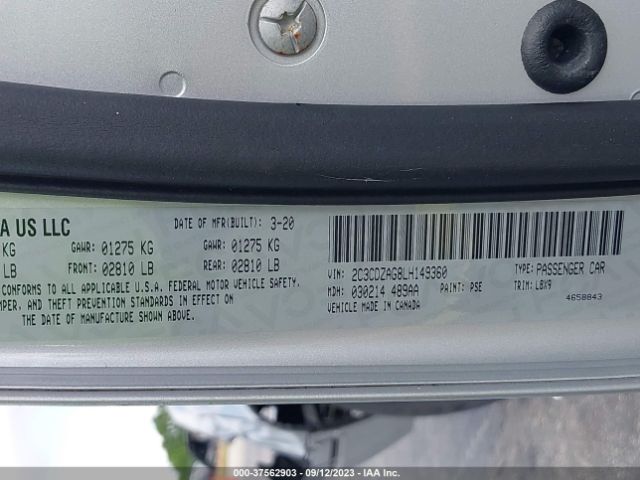 A US LLC
DATE OF MFR(BUILT): 3-20
KG GAWR: 01275 KG GAWR: 01275 KG
LB FRONT: 02810 LB REAR: 02810 LB
CONFORMS TO ALL APPLICABLE U.S.A. FEDERAL MOTOR VEHICLE SAFETY,
MPER, AND THEFT PREVENTION STANDARDS IN EFFECT ON
THE DATE OF MANUFACTURE SHOWN ABOVE.
VIN: 2C3CDZAG8LH149360 TYPE: PASSENGER CAR
MDH: 030214 489AA PAINT: PSE TRIM: LBX9
VEHICLE MADE IN CANADA 4658843
000-37562903 - 09/12/2023 - IAA Inc.